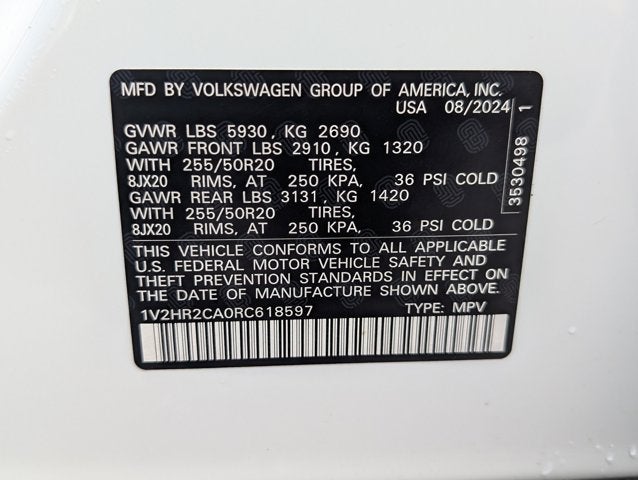 MFD BY VOLKSWAGEN GROUP OF AMERICA, INC.
USA 08/2024
GVWR LBS 5930, KG 2690
GAWR FRONT LBS 2910, KG 1320
WITH 255/50R20 TIRES,
8JX20 RIMS, AT 250 KPA, 36 PSI COLD
GAWR REAR LBS 3131, KG 1420
WITH 255/50R20 TIRES,
8JX20 RIMS, AT 250 KPA, 36 PSI COLD
THIS VEHICLE CONFORMS TO ALL APPLICABLE
U.S. FEDERAL MOTOR VEHICLE SAFETY AND
THEFT PREVENTION STANDARDS IN EFFECT ON
THE DATE OF MANUFACTURE SHOWN ABOVE.
1V2HR2CA0RC618597 TYPE: MPV
3530498 1